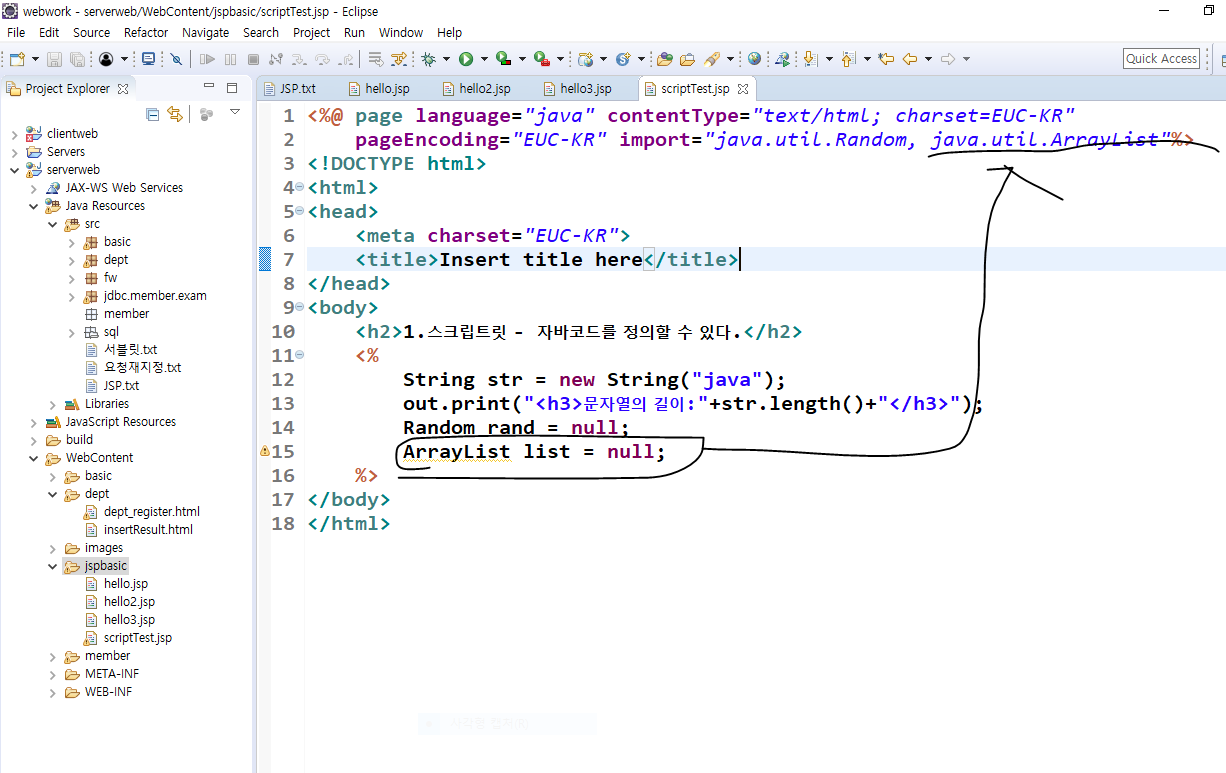 webwork - serverweb/WebContent/jspbasic/scriptTest.jsp - Eclipse
File Edit Source Refactor Navigate Search Project Run Window Help
Quick Access
Project Explorer
clientweb
Servers
serverweb
JAX-WS Web Services
Java Resources
src
basic
dept
fw
jdbc.member.exam
member
sql
서블릿.txt
요청재지정.txt
JSP.txt
Libraries
JavaScript Resources
build
WebContent
basic
dept
dept_register.html
insertResult.html
images
jspbasic
hello.jsp
hello2.jsp
hello3.jsp
scriptTest.jsp
member
META-INF
WEB-INF
JSP.txt hello.jsp hello2.jsp hello3.jsp scriptTest.jsp
1 <%@ page language="java" contentType="text/html; charset=EUC-KR"
2 pageEncoding="EUC-KR" import="java.util.Random, java.util.ArrayList"%>
3 <!DOCTYPE html>
4 <html>
5 <head>
6 <meta charset="EUC-KR">
7 <title>Insert title here</title>
8 </head>
9 <body>
10 <h2>1.스크립트릿 - 자바코드를 정의할 수 있다.</h2>
11 <%
12 String str = new String("java");
13 out.print("<h3>문자열의 길이:"+str.length()+"</h3>");
14 Random rand = null;
15 ArrayList list = null;
16 %>
17 </body>
18 </html>